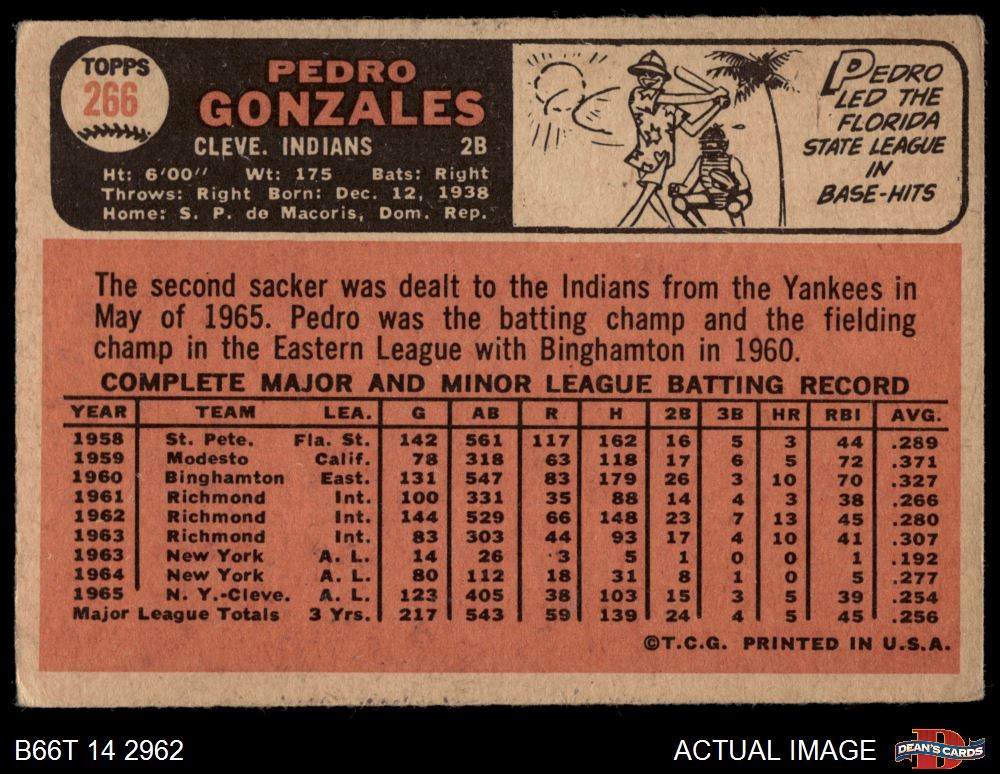 TOPPS
266
PEDRO
GONZALES
CLEVE. INDIANS 2B
Ht: 6'00" Wt: 175 Bats: Right
Throws: Right Born: Dec. 12, 1938
Home: S. P. de Macoris, Dom. Rep.
PEDRO
LED THE
FLORIDA
STATE LEAGUE
IN
BASE-HITS
The second sacker was dealt to the Indians from the Yankees in
May of 1965. Pedro was the batting champ and the fielding
champ in the Eastern League with Binghamton in 1960.
COMPLETE MAJOR AND MINOR LEAGUE BATTING RECORD
YEAR TEAM LEA. G AB R H 2B 3B HR RBI AVG.
1958 St. Pete. Fla. St. 142 561 117 162 16 5 3 44 .289
1959 Modesto Calif. 78 318 63 118 17 6 5 72 .371
1960 Binghamton East. 131 547 83 179 26 3 10 70 .327
1961 Richmond Int. 100 331 35 88 14 4 3 38 .266
1962 Richmond Int. 144 529 66 148 23 7 13 45 .280
1963 Richmond Int. 83 303 44 93 17 4 10 41 .307
1963 New York A. L. 14 26 3 5 1 0 0 1 .192
1964 New York A. L. 80 112 18 31 8 1 0 5 .277
1965 N. Y.-Cleve. A. L. 123 405 38 103 15 3 5 39 .254
Major League Totals 3 Yrs. 217 543 59 139 24 4 5 45 .256
©T.C.G. PRINTED IN U.S.A.
B66T 14 2962 ACTUAL IMAGE DEAN'S CARDS